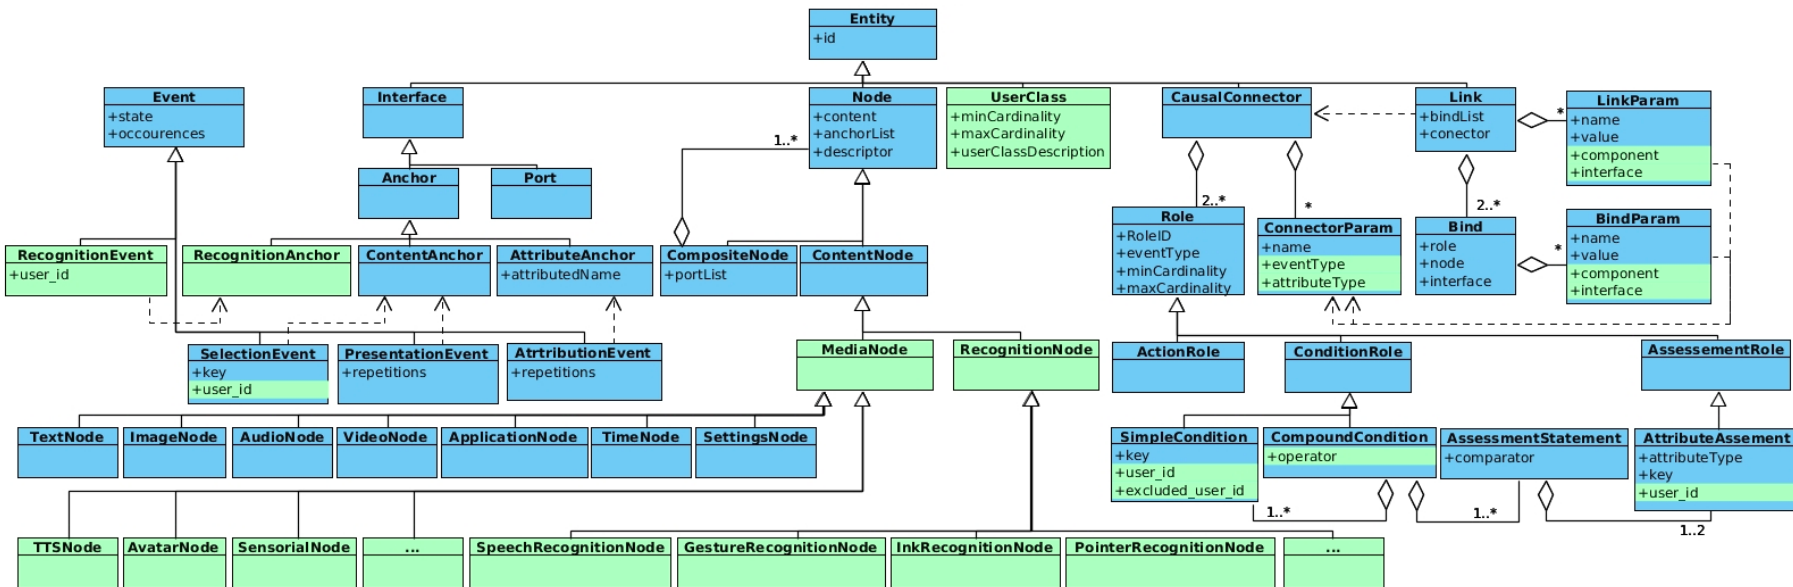 Entity
+id
Event
+state
+occourences
Interface
Node
+content
+anchorList
+descriptor
UserClass
+minCardinality
+maxCardinality
+userClassDescription
CausalConnector
Link
+bindList
+conector
LinkParam
+name
+value
+component
+interface
*
1..*
Anchor
Port
2..*
*
2..*
Role
+RoleID
+eventType
+minCardinality
+maxCardinality
ConnectorParam
+name
+eventType
+attributeType
Bind
+role
+node
+interface
*
BindParam
+name
+value
+component
+interface
RecognitionEvent
+user_id
RecognitionAnchor
ContentAnchor
AttributeAnchor
+attributedName
CompositeNode
+portList
ContentNode
SelectionEvent
+key
+user_id
PresentationEvent
+repetitions
AtrtributionEvent
+repetitions
MediaNode
RecognitionNode
ActionRole
ConditionRole
AssessementRole
TextNode
ImageNode
AudioNode
VideoNode
ApplicationNode
TimeNode
SettingsNode
SimpleCondition
+key
+user_id
+excluded_user_id
CompoundCondition
+operator
AssessmentStatement
+comparator
AttributeAssement
+attributeType
+key
+user_id
1..*
1..*
1..2
TTSNode
AvatarNode
SensorialNode
...
SpeechRecognitionNode
GestureRecognitionNode
InkRecognitionNode
PointerRecognitionNode
...